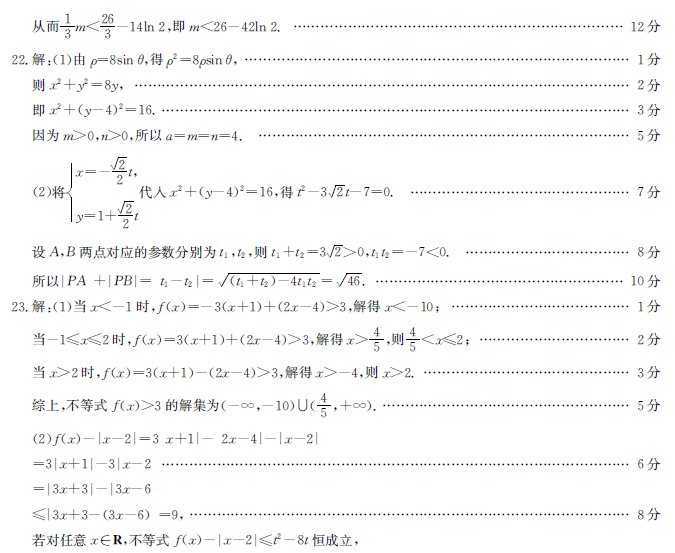 从而1/3m<26/3-14ln 2,即m<26-42ln 2. ………… 12分
22.解:(1)由ρ=8sin θ,得ρ²=8ρsin θ, ………… 1分
则x²+y²=8y, ………… 2分
即x²+(y-4)²=16. ………… 3分
因为m>0,n>0,所以a=m=n=4. ………… 5分
(2)将{x=-√2/2t, y=1+√2/2t 代入x²+(y-4)²=16,得t²-3√2t-7=0. ………… 7分
设A,B两点对应的参数分别为t₁,t₂,则t₁+t₂=3√2>0,t₁t₂=-7<0. ………… 8分
所以|PA +|PB|= t₁-t₂|=√(t₁+t₂)-4t₁t₂=√46. ………… 10分
23.解:(1)当x<-1时,f(x)=-3(x+1)+(2x-4)>3,解得x<-10; ………… 1分
当-1≤x≤2时,f(x)=3(x+1)+(2x-4)>3,解得x>4/5,则4/5<x≤2; ………… 2分
当x>2时,f(x)=3(x+1)-(2x-4)>3,解得x>-4,则x>2. ………… 3分
综上,不等式f(x)>3的解集为(-∞,-10)∪(4/5,+∞). ………… 5分
(2)f(x)-|x-2|=3 x+1|- 2x-4|-|x-2|
=3|x+1|-3|x-2 ………… 6分
=|3x+3|-|3x-6
≤|3x+3-(3x-6) =9, ………… 8分
若对任意x∈R,不等式f(x)-|x-2|≤t²-8t恒成立,